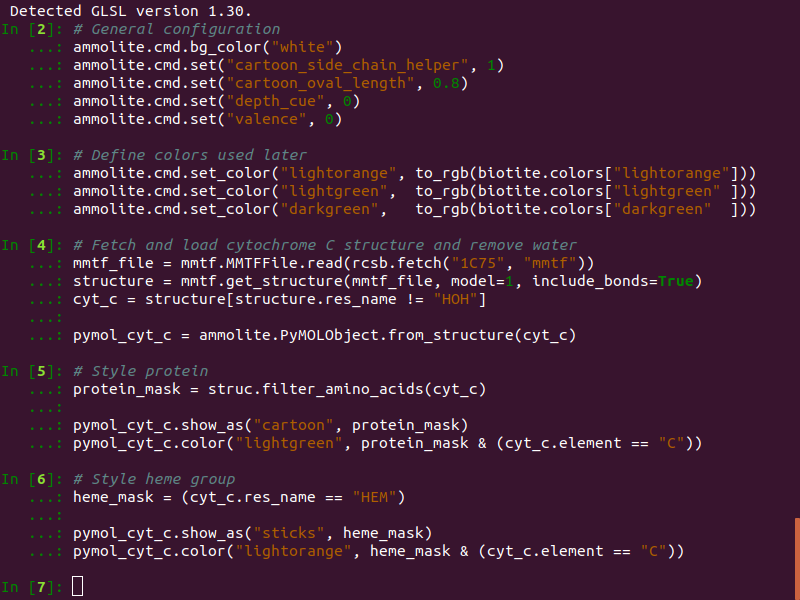 Detected GLSL version 1.30.
In [2]: # General configuration
   ...: ammolite.cmd.bg_color("white")
   ...: ammolite.cmd.set("cartoon_side_chain_helper", 1)
   ...: ammolite.cmd.set("cartoon_oval_length", 0.8)
   ...: ammolite.cmd.set("depth_cue", 0)
   ...: ammolite.cmd.set("valence", 0)
In [3]: # Define colors used later
   ...: ammolite.cmd.set_color("lightorange", to_rgb(biotite.colors["lightorange"]))
   ...: ammolite.cmd.set_color("lightgreen",  to_rgb(biotite.colors["lightgreen" ]))
   ...: ammolite.cmd.set_color("darkgreen",   to_rgb(biotite.colors["darkgreen"  ]))
In [4]: # Fetch and load cytochrome C structure and remove water
   ...: mmtf_file = mmtf.MMTFFile.read(rcsb.fetch("1C75", "mmtf"))
   ...: structure = mmtf.get_structure(mmtf_file, model=1, include_bonds=True)
   ...: cyt_c = structure[structure.res_name != "HOH"]
   ...:
   ...: pymol_cyt_c = ammolite.PyMOLObject.from_structure(cyt_c)
In [5]: # Style protein
   ...: protein_mask = struc.filter_amino_acids(cyt_c)
   ...:
   ...: pymol_cyt_c.show_as("cartoon", protein_mask)
   ...: pymol_cyt_c.color("lightgreen", protein_mask & (cyt_c.element == "C"))
In [6]: # Style heme group
   ...: heme_mask = (cyt_c.res_name == "HEM")
   ...:
   ...: pymol_cyt_c.show_as("sticks", heme_mask)
   ...: pymol_cyt_c.color("lightorange", heme_mask & (cyt_c.element == "C"))
In [7]: